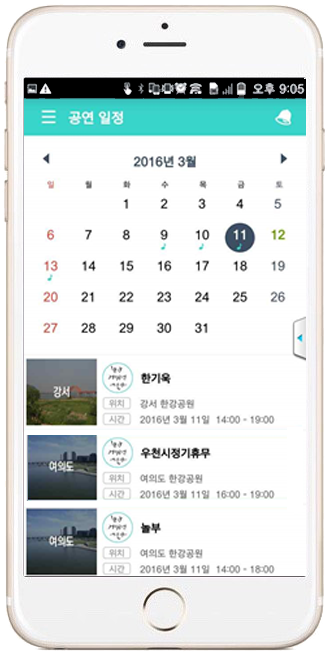 오후 9:05
공연 일정
2016년 3월
일 월 화 수 목 금 토
1 2 3 4 5
6 7 8 9 10 11 12
13 14 15 16 17 18 19
20 21 22 23 24 25 26
27 28 29 30 31
강서
한기욱
위치 강서 한강공원
시간 2016년 3월 11일 14:00 - 19:00
여의도
우천시정기휴무
위치 여의도 한강공원
시간 2016년 3월 11일 16:00 - 19:00
여의도
놀부
위치 여의도 한강공원
시간 2016년 3월 11일 14:00 - 18:00